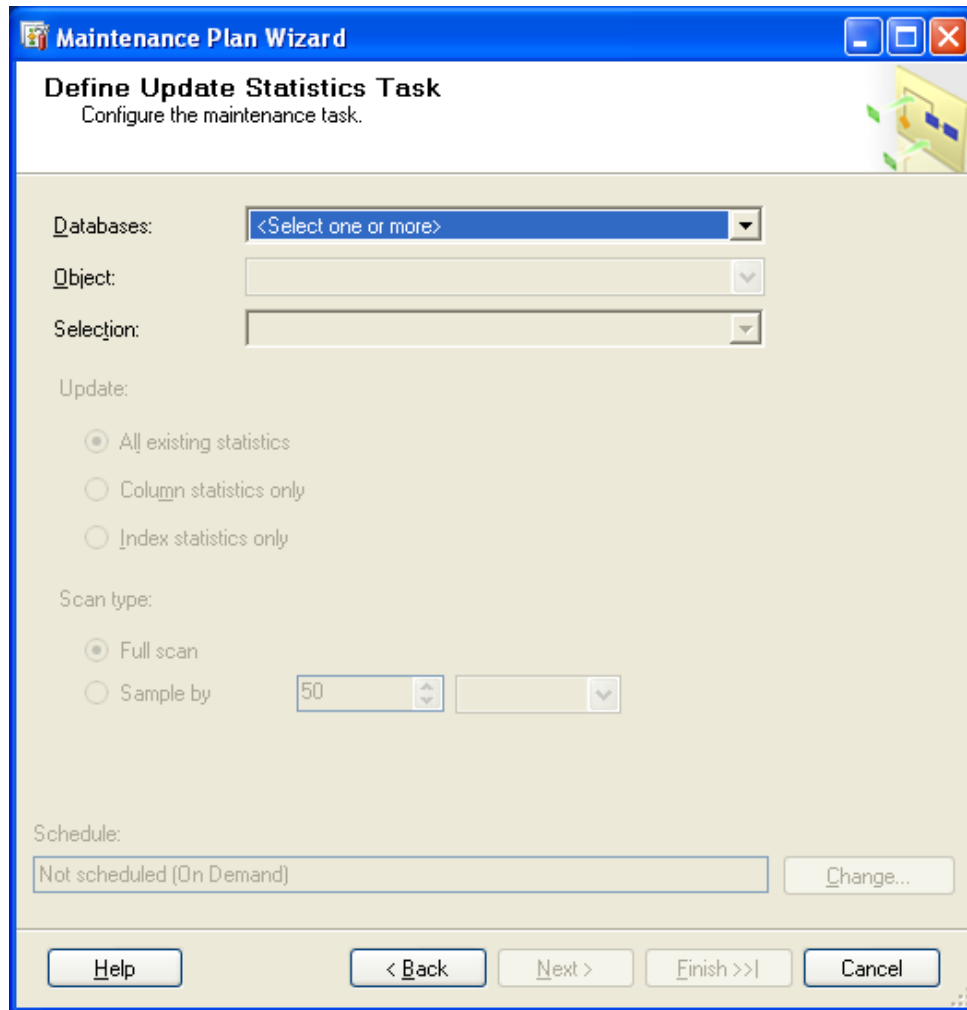 Maintenance Plan Wizard
Define Update Statistics Task
Configure the maintenance task.
Databases: <Select one or more>
Object:
Selection:
Update:
All existing statistics
Column statistics only
Index statistics only
Scan type:
Full scan
Sample by 50
Schedule:
Not scheduled (On Demand) Change...
Help < Back Next > Finish >>| Cancel